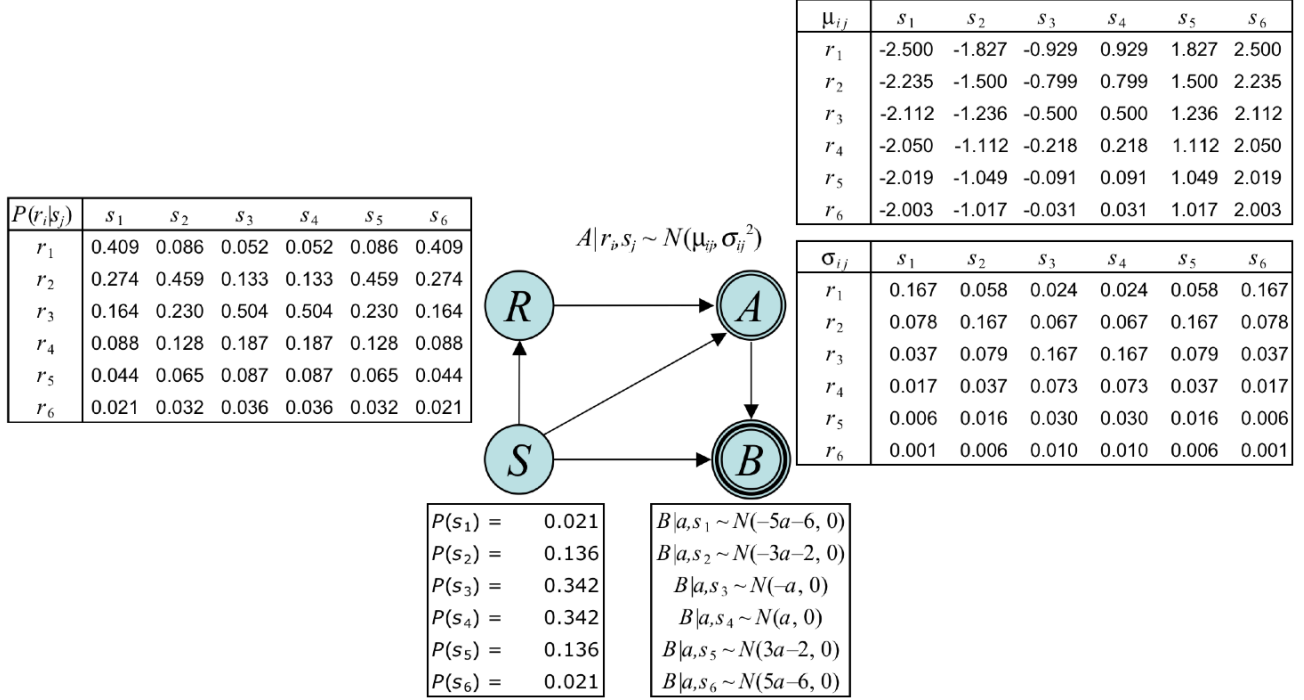 μij s1 s2 s3 s4 s5 s6
r1 -2.500 -1.827 -0.929 0.929 1.827 2.500
r2 -2.235 -1.500 -0.799 0.799 1.500 2.235
r3 -2.112 -1.236 -0.500 0.500 1.236 2.112
r4 -2.050 -1.112 -0.218 0.218 1.112 2.050
r5 -2.019 -1.049 -0.091 0.091 1.049 2.019
r6 -2.003 -1.017 -0.031 0.031 1.017 2.003
P(ri|sj) s1 s2 s3 s4 s5 s6
r1 0.409 0.086 0.052 0.052 0.086 0.409
r2 0.274 0.459 0.133 0.133 0.459 0.274
r3 0.164 0.230 0.504 0.504 0.230 0.164
r4 0.088 0.128 0.187 0.187 0.128 0.088
r5 0.044 0.065 0.087 0.087 0.065 0.044
r6 0.021 0.032 0.036 0.036 0.032 0.021
A|ri,sj ~ N(μij, σij²)
σij s1 s2 s3 s4 s5 s6
r1 0.167 0.058 0.024 0.024 0.058 0.167
r2 0.078 0.167 0.067 0.067 0.167 0.078
r3 0.037 0.079 0.167 0.167 0.079 0.037
r4 0.017 0.037 0.073 0.073 0.037 0.017
r5 0.006 0.016 0.030 0.030 0.016 0.006
r6 0.001 0.006 0.010 0.010 0.006 0.001
R A
S B
P(s1) = 0.021
P(s2) = 0.136
P(s3) = 0.342
P(s4) = 0.342
P(s5) = 0.136
P(s6) = 0.021
B|a,s1 ~ N(–5a–6, 0)
B|a,s2 ~ N(–3a–2, 0)
B|a,s3 ~ N(–a, 0)
B|a,s4 ~ N(a, 0)
B|a,s5 ~ N(3a–2, 0)
B|a,s6 ~ N(5a–6, 0)